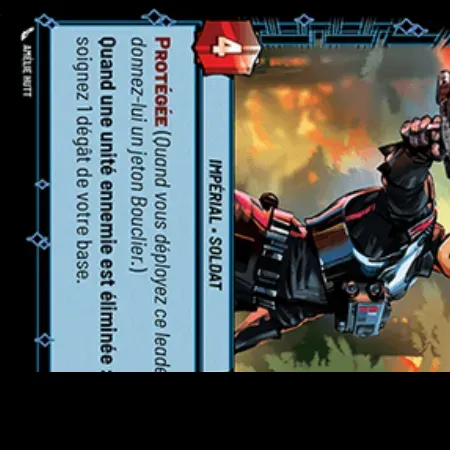 4
IMPÉRIAL • SOLDAT
PROTÉGÉE (Quand vous déployez ce
donnez-lui un jeton Bouclier.)
Quand une unité ennemie est éliminée :
soignez 1 dégât de votre base.
AMÉLIE HUTT